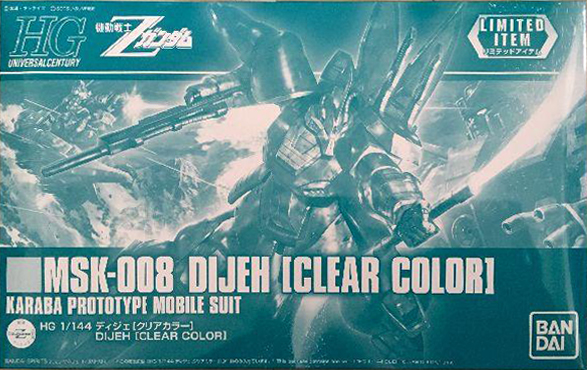 HG
UNIVERSAL CENTURY
機動戦士
Zガンダム
LIMITED
ITEM
リミテッドアイテム
MSK-008 DIJEH [CLEAR COLOR]
KARABA PROTOTYPE MOBILE SUIT
HG 1/144 ディジェ [クリアカラー]
DIJEH [CLEAR COLOR]
BAN
DAI